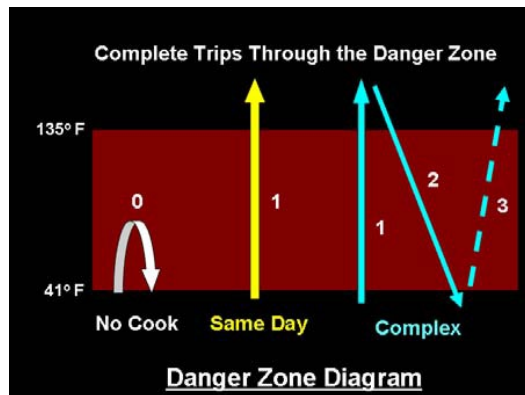 Complete Trips Through the Danger Zone
135° F
0
1
1
2
3
41° F
No Cook
Same Day
Complex
Danger Zone Diagram